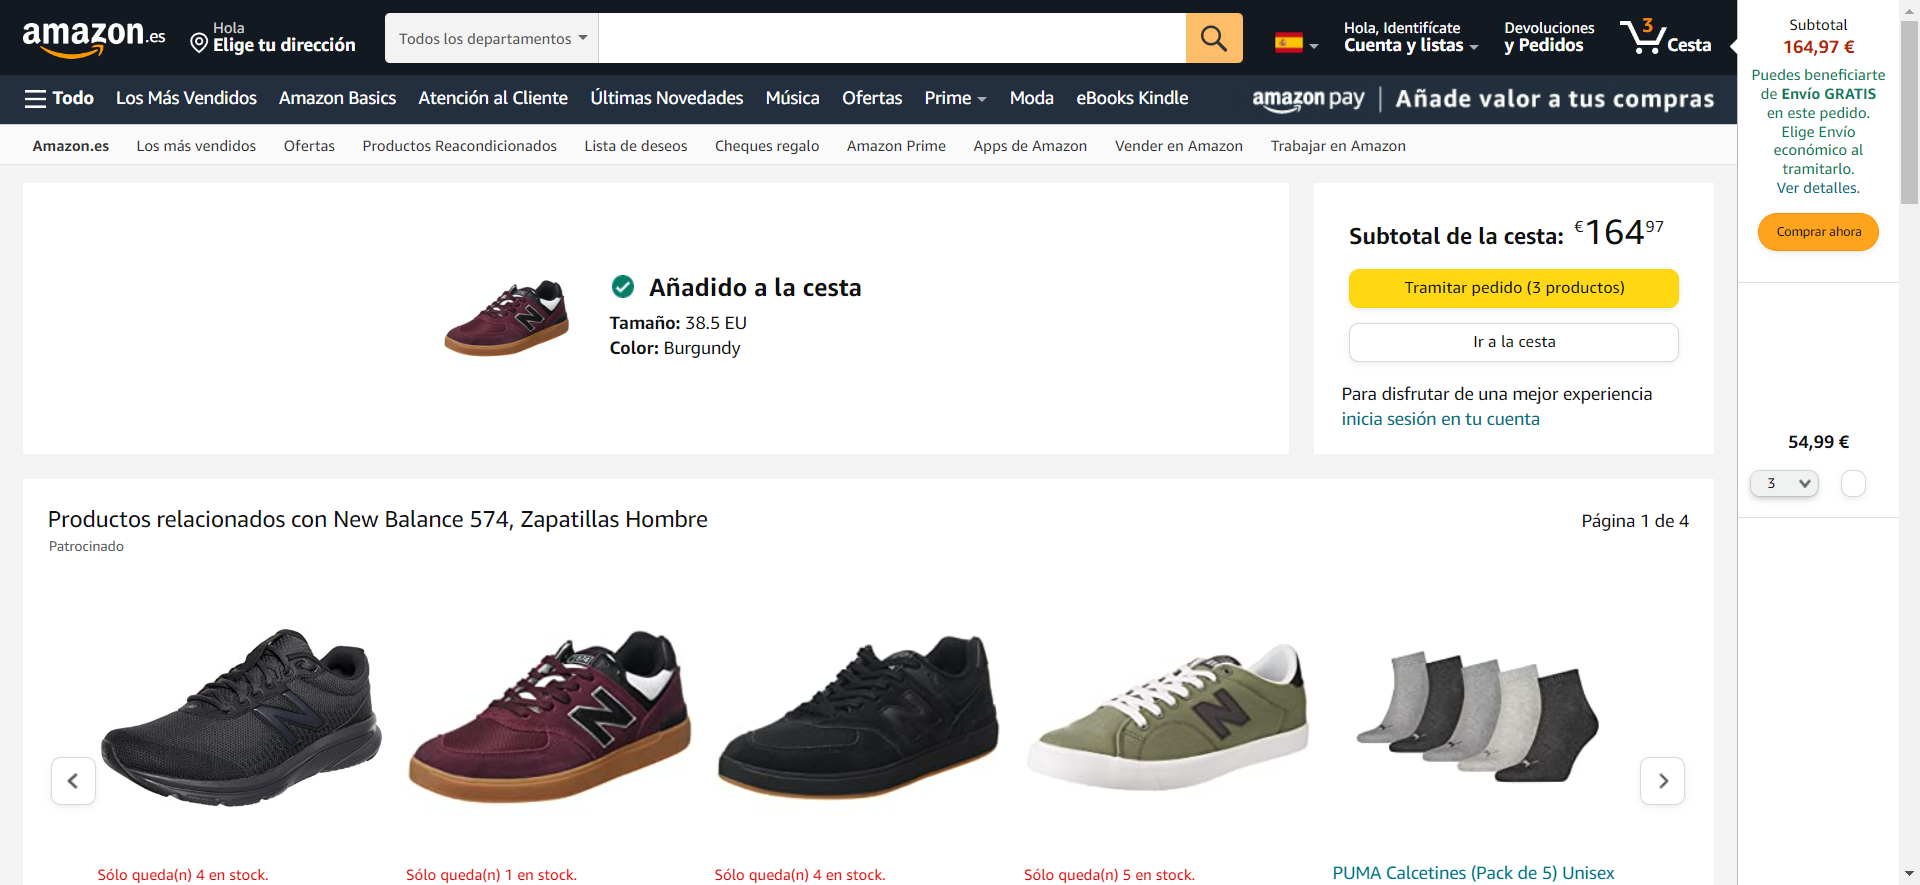 amazon.es
Hola
Elige tu dirección
Todos los departamentos
Hola, Identifícate
Cuenta y listas
Devoluciones
y Pedidos
3
Cesta
Todo
Los Más Vendidos
Amazon Basics
Atención al Cliente
Últimas Novedades
Música
Ofertas
Prime
Moda
eBooks Kindle
amazon pay | Añade valor a tus compras
Amazon.es
Los más vendidos
Ofertas
Productos Reacondicionados
Lista de deseos
Cheques regalo
Amazon Prime
Apps de Amazon
Vender en Amazon
Trabajar en Amazon
Añadido a la cesta
Tamaño: 38.5 EU
Color: Burgundy
Subtotal de la cesta: €16497
Tramitar pedido (3 productos)
Ir a la cesta
Para disfrutar de una mejor experiencia
inicia sesión en tu cuenta
Productos relacionados con New Balance 574, Zapatillas Hombre
Patrocinado
Página 1 de 4
Sólo queda(n) 4 en stock.
Sólo queda(n) 1 en stock.
Sólo queda(n) 4 en stock.
Sólo queda(n) 5 en stock.
PUMA Calcetines (Pack de 5) Unisex
Subtotal
164,97 €
Puedes beneficiarte
de Envío GRATIS
en este pedido.
Elige Envío
económico al
tramitarlo.
Ver detalles.
Comprar ahora
54,99 €
3